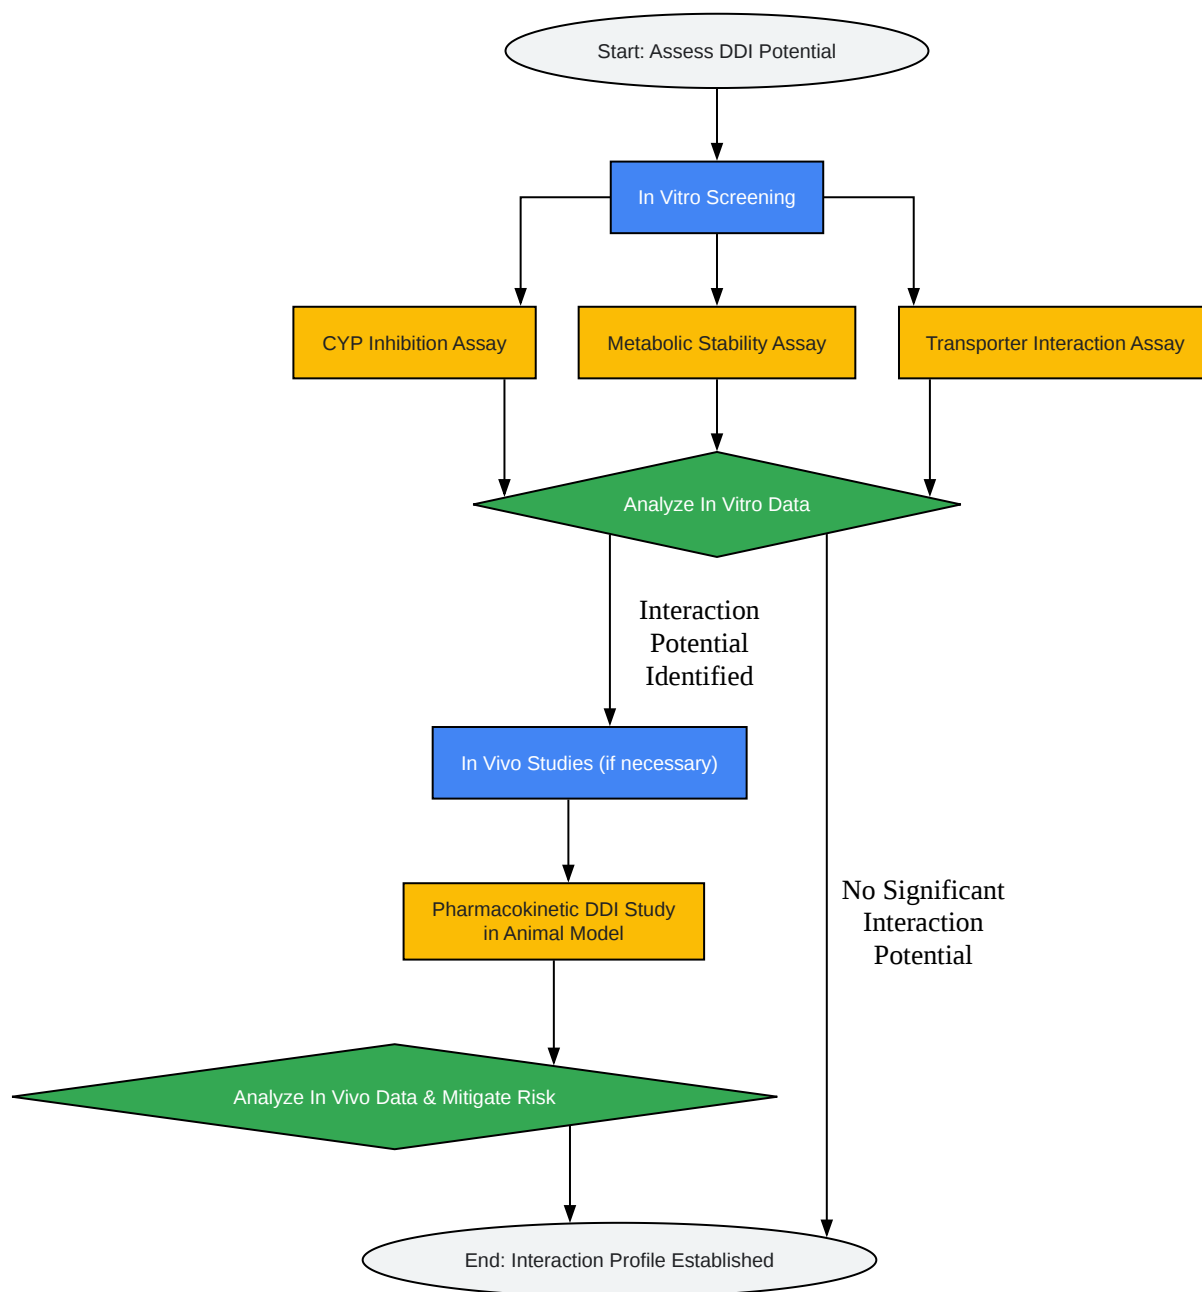 Start: Assess DDI Potential
In Vitro Screening
CYP Inhibition Assay
Metabolic Stability Assay
Transporter Interaction Assay
Analyze In Vitro Data
Interaction
Potential
Identified
In Vivo Studies (if necessary)
No Significant
Interaction
Potential
Pharmacokinetic DDI Study
in Animal Model
Analyze In Vivo Data & Mitigate Risk
End: Interaction Profile Established